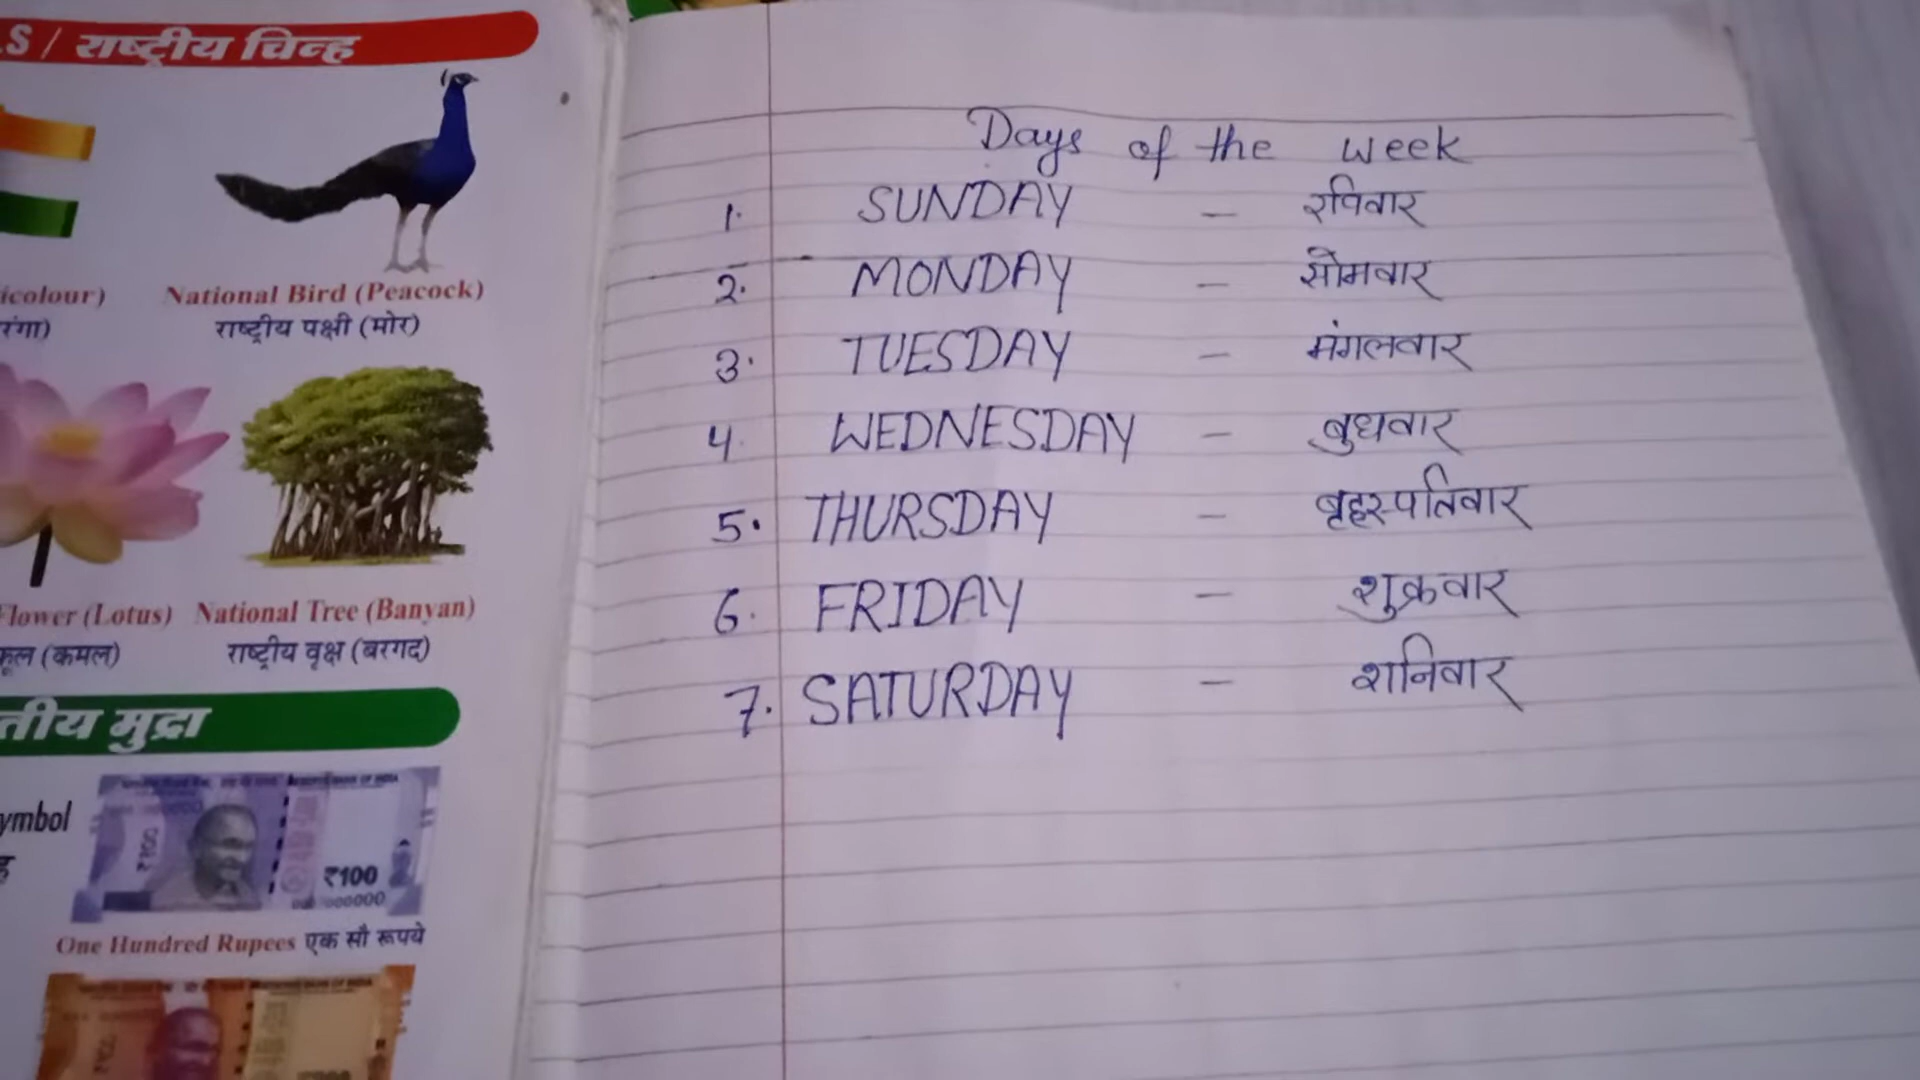 S / राष्ट्रीय चिन्ह
icolour)
रंगा)
National Bird (Peacock)
राष्ट्रीय पक्षी (मोर)
Flower (Lotus)
फूल (कमल)
National Tree (Banyan)
राष्ट्रीय वृक्ष (बरगद)
तीय मुद्रा
ymbol
ह
₹100
₹100
One Hundred Rupees एक सौ रूपये
Days of the week
1. SUNDAY - रविवार
2. MONDAY - सोमवार
3. TUESDAY - मंगलवार
4. WEDNESDAY - बुधवार
5. THURSDAY - बृहस्पतिवार
6. FRIDAY - शुक्रवार
7. SATURDAY - शनिवार